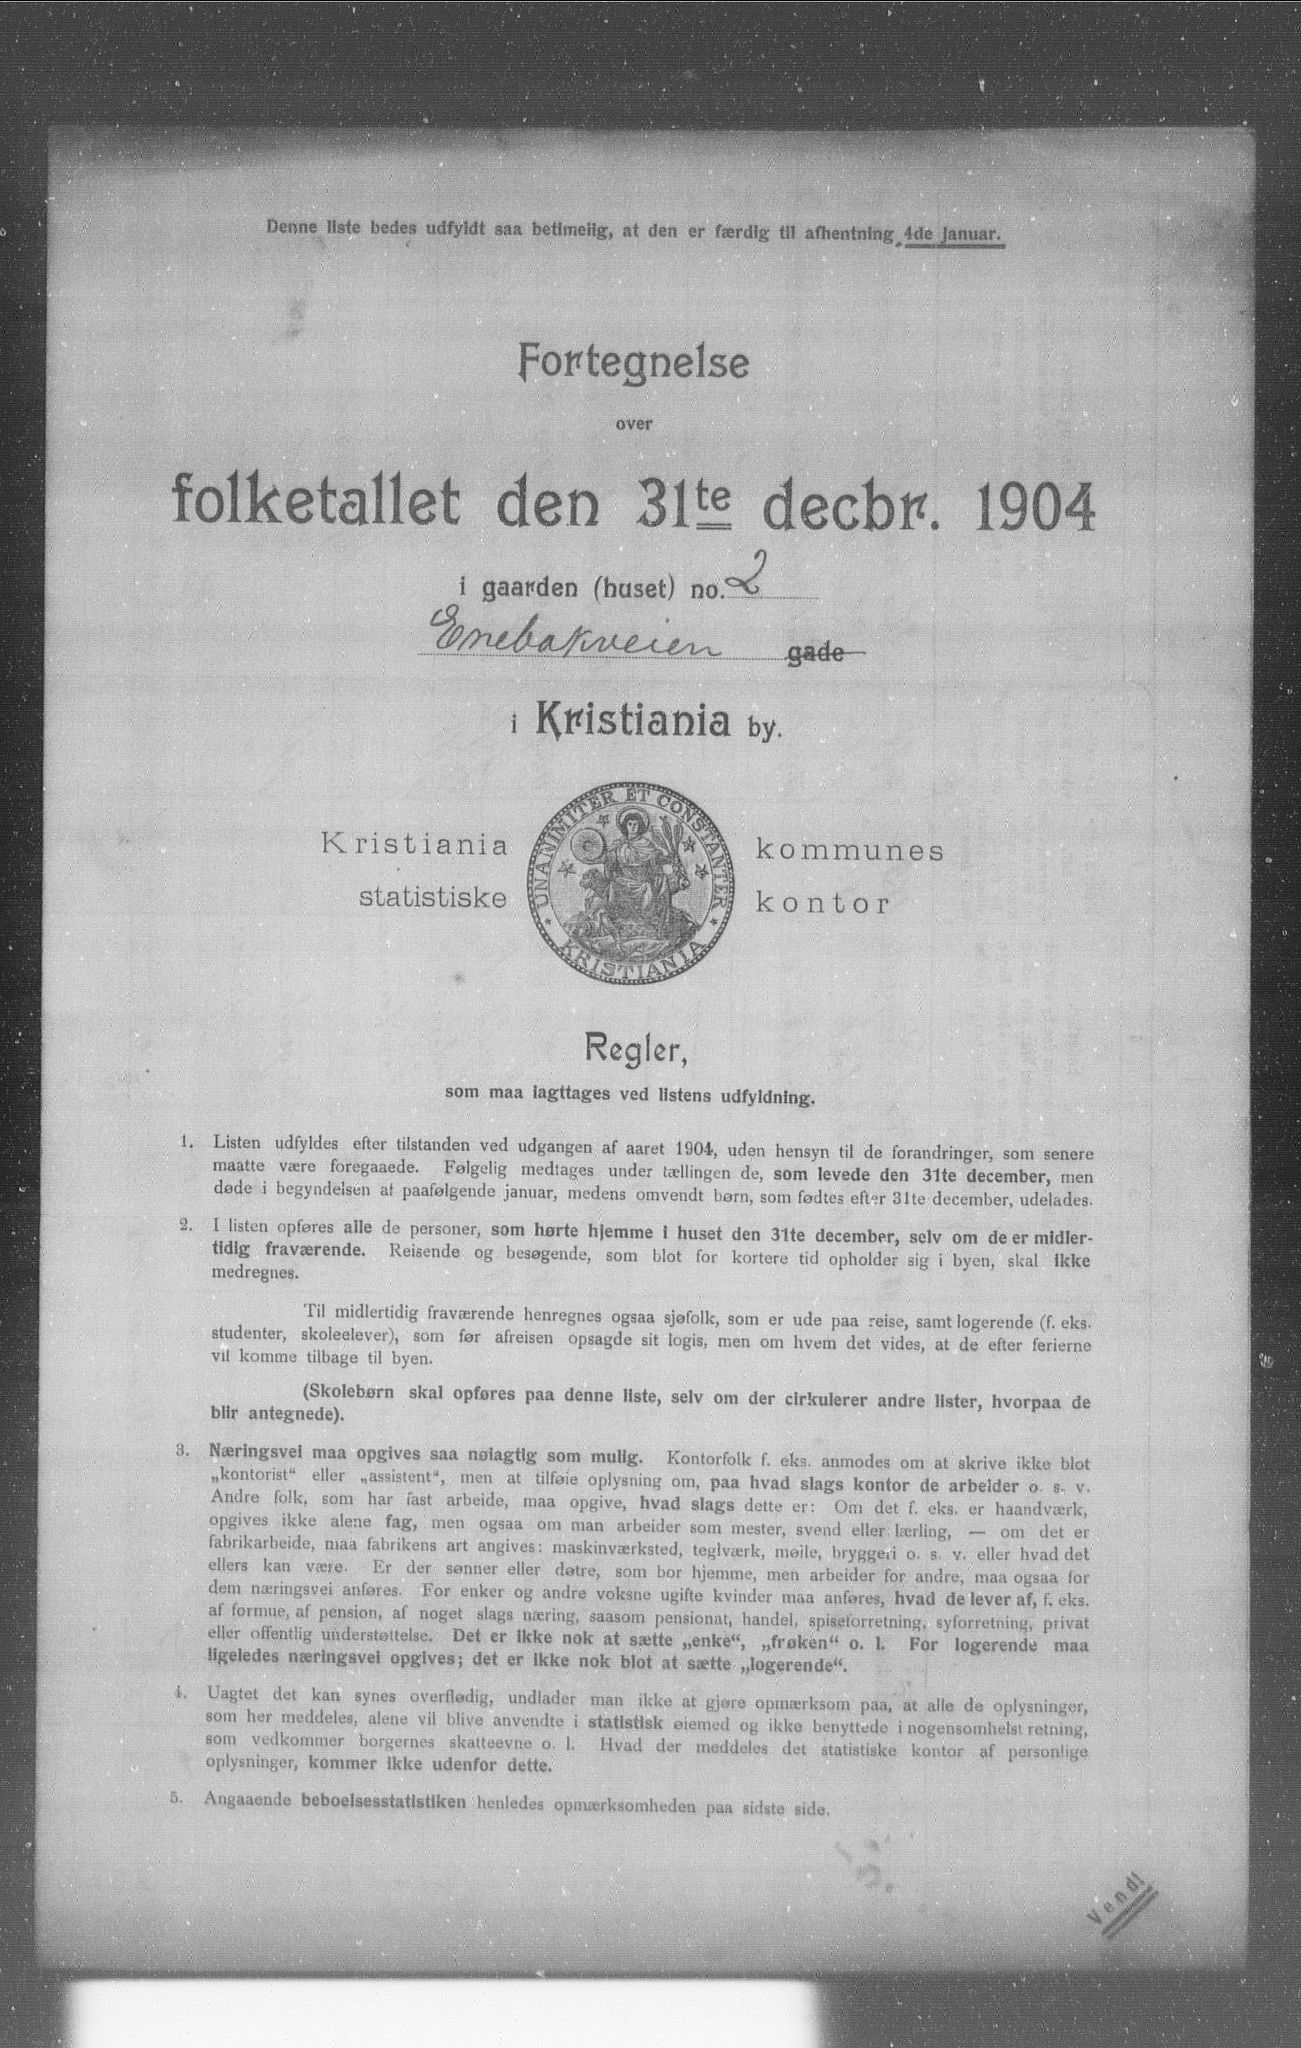 Denne liste bedes udfyldt saa betimelig, at den er færdig til afhentning 4de januar.
Fortegnelse
over
folketallet den 31te decbr. 1904
i gaarden (huset) no. 2
Enebakveien gade
i Kristiania by.
Kristiania kommunes
statistiske kontor
UNANIMITER ET CONSTANTER
KRISTIANIA
Regler,
som maa iagttages ved listens udfyldning.
1. Listen udfyldes efter tilstanden ved udgangen af aaret 1904, uden hensyn til de forandringer, som senere
maatte være foregaaede. Følgelig medtages under tællingen de, som levede den 31te december, men
døde i begyndelsen af paafølgende januar, medens omvendt børn, som fødtes efter 31te december, udelades.
2. I listen opføres alle de personer, som hørte hjemme i huset den 31te december, selv om de er midler-
tidig fraværende. Reisende og besøgende, som blot for kortere tid opholder sig i byen, skal ikke
medregnes.
Til midlertidig fraværende henregnes ogsaa sjøfolk, som er ude paa reise, samt logerende (f. eks.
studenter, skoleelever), som før afreisen opsagde sit logis, men om hvem det vides, at de efter ferierne
vil komme tilbage til byen.
(Skolebørn skal opføres paa denne liste, selv om der cirkulerer andre lister, hvorpaa de
blir antegnede).
3. Næringsvei maa opgives saa nøiagtig som mulig. Kontorfolk f. eks. anmodes om at skrive ikke blot
„kontorist“ eller „assistent“, men at tilføie oplysning om, paa hvad slags kontor de arbeider o. s. v.
Andre folk, som har fast arbeide, maa opgive, hvad slags dette er: Om det f. eks. er haandværk,
opgives ikke alene fag, men ogsaa om man arbeider som mester, svend eller lærling, — om det er
fabrikarbeide, maa fabrikens art angives: maskinværksted, teglværk, mølle, bryggeri o. s. v. eller hvad det
ellers kan være. Er der sønner eller døtre, som bor hjemme, men arbeider for andre, maa ogsaa for
dem næringsvei anføres. For enker og andre voksne ugifte kvinder maa anføres, hvad de lever af, f. eks.
af formue, af pension, af noget slags næring, saasom pensionat, handel, spiseforretning, syforretning, privat
eller offentlig understøttelse. Det er ikke nok at sætte „enke“, „frøken“ o. l. For logerende maa
ligeledes næringsvei opgives; det er ikke nok blot at sætte „logerende“.
4. Uagtet det kan synes overflødig, undlader man ikke at gjøre opmærksom paa, at alle de oplysninger,
som her meddeles, alene vil blive anvendte i statistisk øiemed og ikke benyttede i nogensomhelst retning,
som vedkommer borgernes skatteevne o. l. Hvad der meddeles det statistiske kontor af personlige
oplysninger, kommer ikke udenfor dette.
5. Angaaende beboelsesstatistiken henledes opmærksomheden paa sidste side.
Vend!